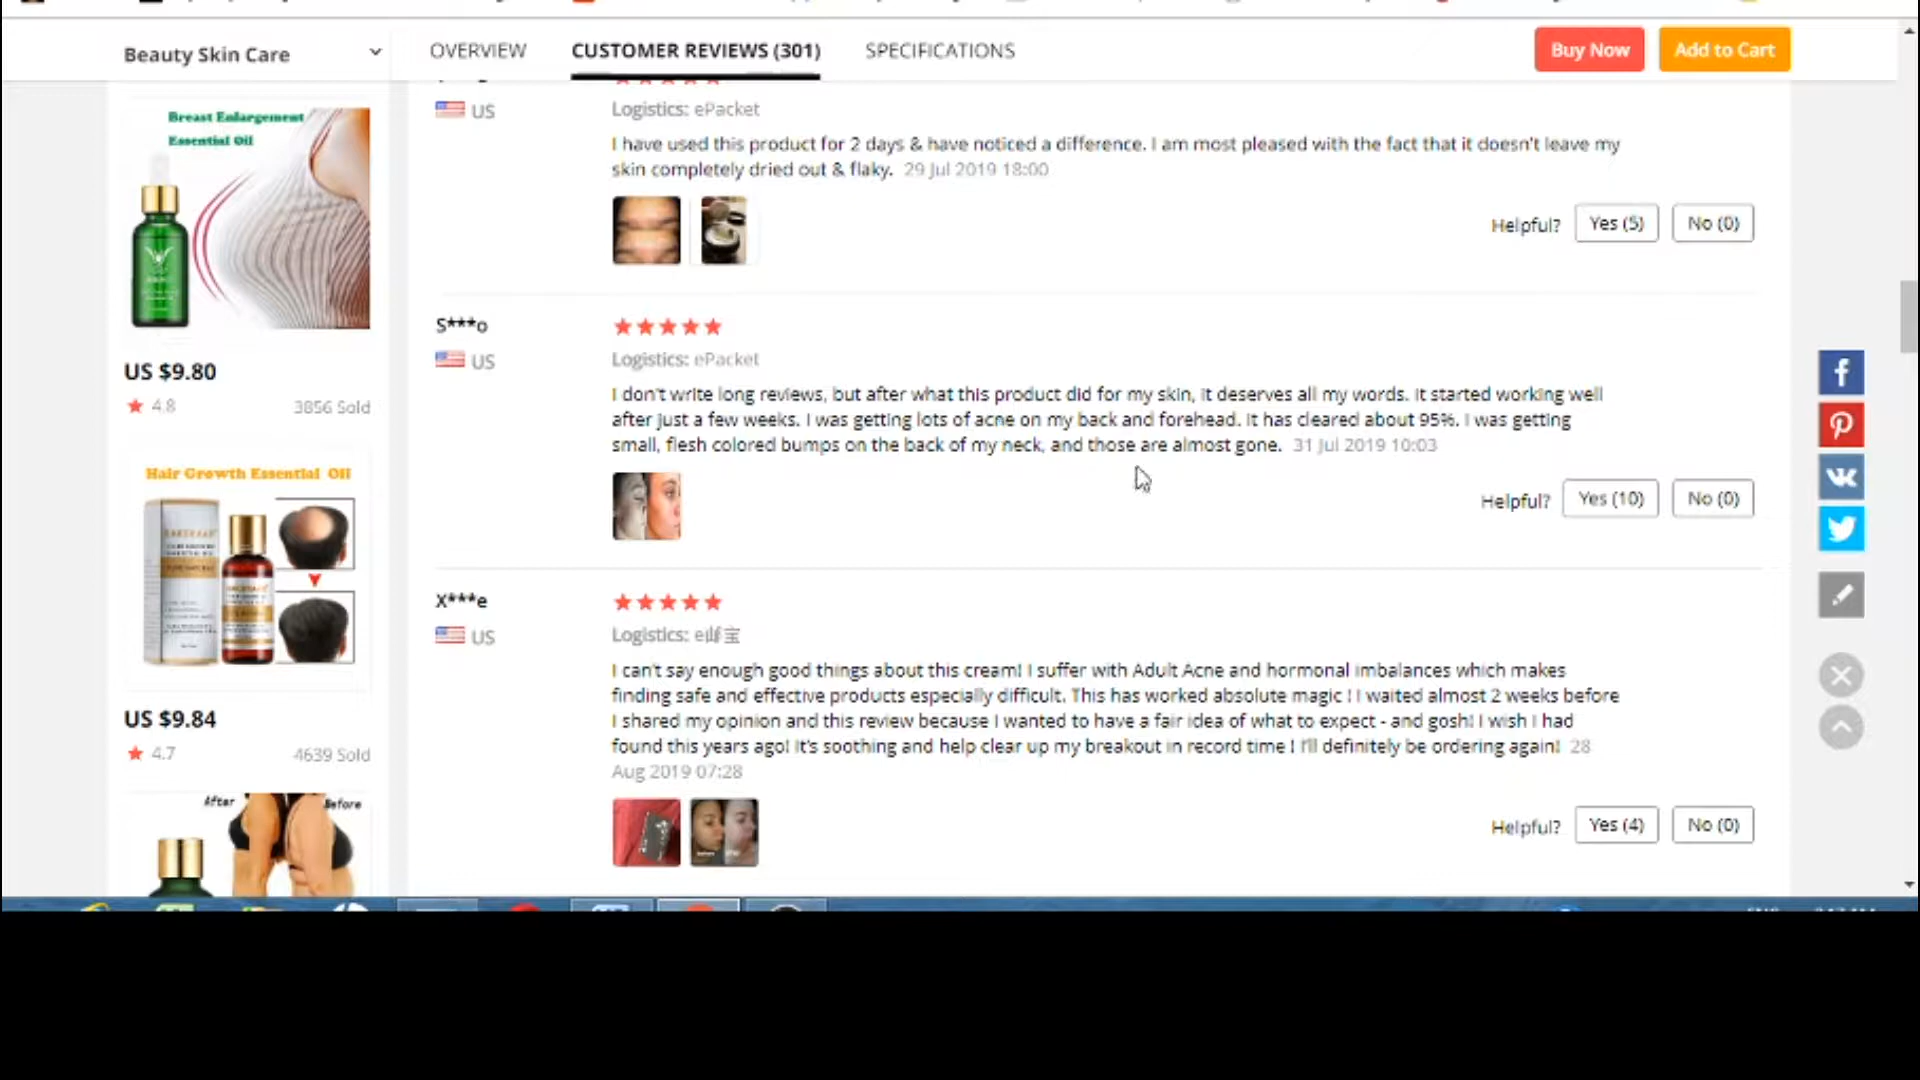 Beauty Skin Care
OVERVIEW
CUSTOMER REVIEWS (301)
SPECIFICATIONS
Buy Now
Add to Cart
Breast Enlargement
Essential Oil
US $9.80
4.8
3856 Sold
Hair Growth Essential Oil
US $9.84
4.7
4639 Sold
After
Before
US
Logistics: ePacket
I have used this product for 2 days & have noticed a difference. I am most pleased with the fact that it doesn't leave my
skin completely dried out & flaky. 29 Jul 2019 18:00
Helpful?
Yes (5)
No (0)
S***o
US
Logistics: ePacket
I don't write long reviews, but after what this product did for my skin, it deserves all my words. It started working well
after just a few weeks. I was getting lots of acne on my back and forehead. It has cleared about 95%. I was getting
small, flesh colored bumps on the back of my neck, and those are almost gone. 31 Jul 2019 10:03
Helpful?
Yes (10)
No (0)
X***e
US
Logistics: e邮宝
I can't say enough good things about this cream! I suffer with Adult Acne and hormonal imbalances which makes
finding safe and effective products especially difficult. This has worked absolute magic ! I waited almost 2 weeks before
I shared my opinion and this review because I wanted to have a fair idea of what to expect - and gosh! I wish I had
found this years ago! It's soothing and help clear up my breakout in record time ! I'll definitely be ordering again! 28
Aug 2019 07:28
Helpful?
Yes (4)
No (0)